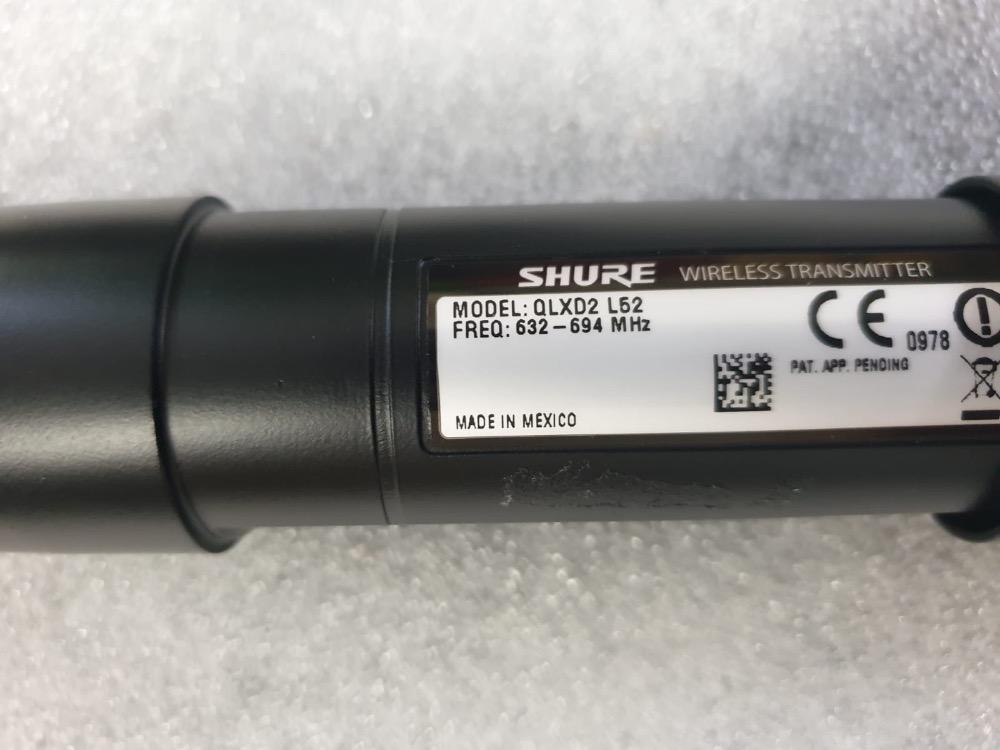 SHURE WIRELESS TRANSMITTER
MODEL: QLXD2 L52
FREQ: 632-694 MHz
CE 0978
PAT. APP. PENDING
MADE IN MEXICO